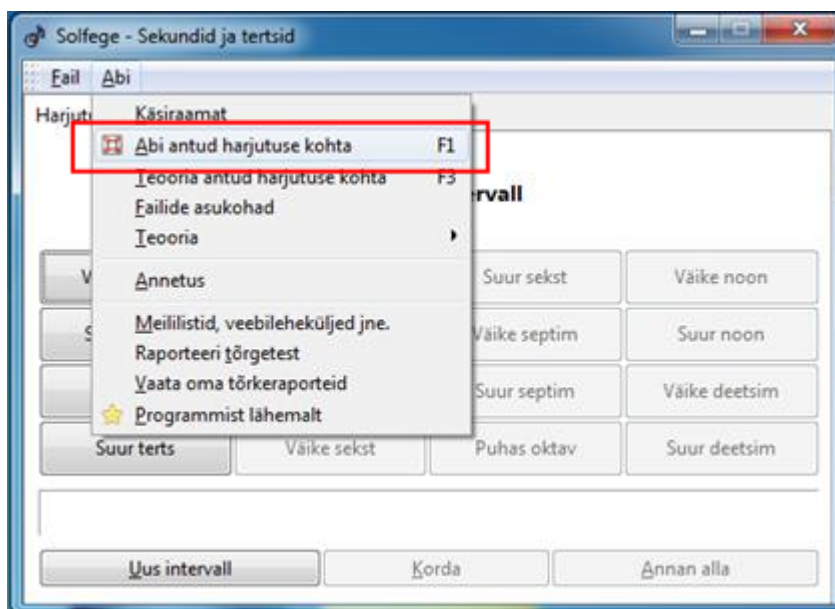 Solfege - Sekundid ja tertsid
Fail Abi
Harjut
Käsiraamat
Abi antud harjutuse kohta F1
Teooria antud harjutuse kohta F3
Failide asukohad
rvall
Teooria
V Annetus Suur sekst Väike noon
S Meililistid, veebileheküljed jne. Väike septim Suur noon
Raporteeri tõrgetest
Vaata oma tõrkeraporteid Suur septim Väike deetsim
Programmist lähemalt
Suur terts Väike sekst Puhas oktav Suur deetsim
Uus intervall Korda Annan alla